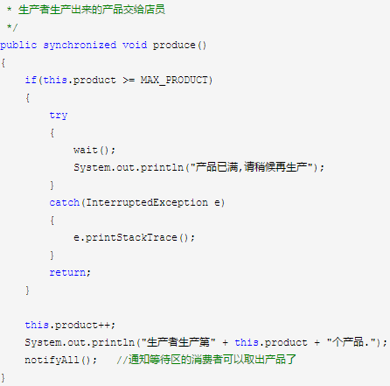 * 生产者生产出来的产品交给店员
*/
public synchronized void produce()
{
if(this.product >= MAX_PRODUCT)
{
try
{
wait();
System.out.println("产品已满,请稍候再生产");
}
catch(InterruptedException e)
{
e.printStackTrace();
}
return;
}
this.product++;
System.out.println("生产者生产第" + this.product + "个产品.");
notifyAll();   //通知等待区的消费者可以取出产品了
}